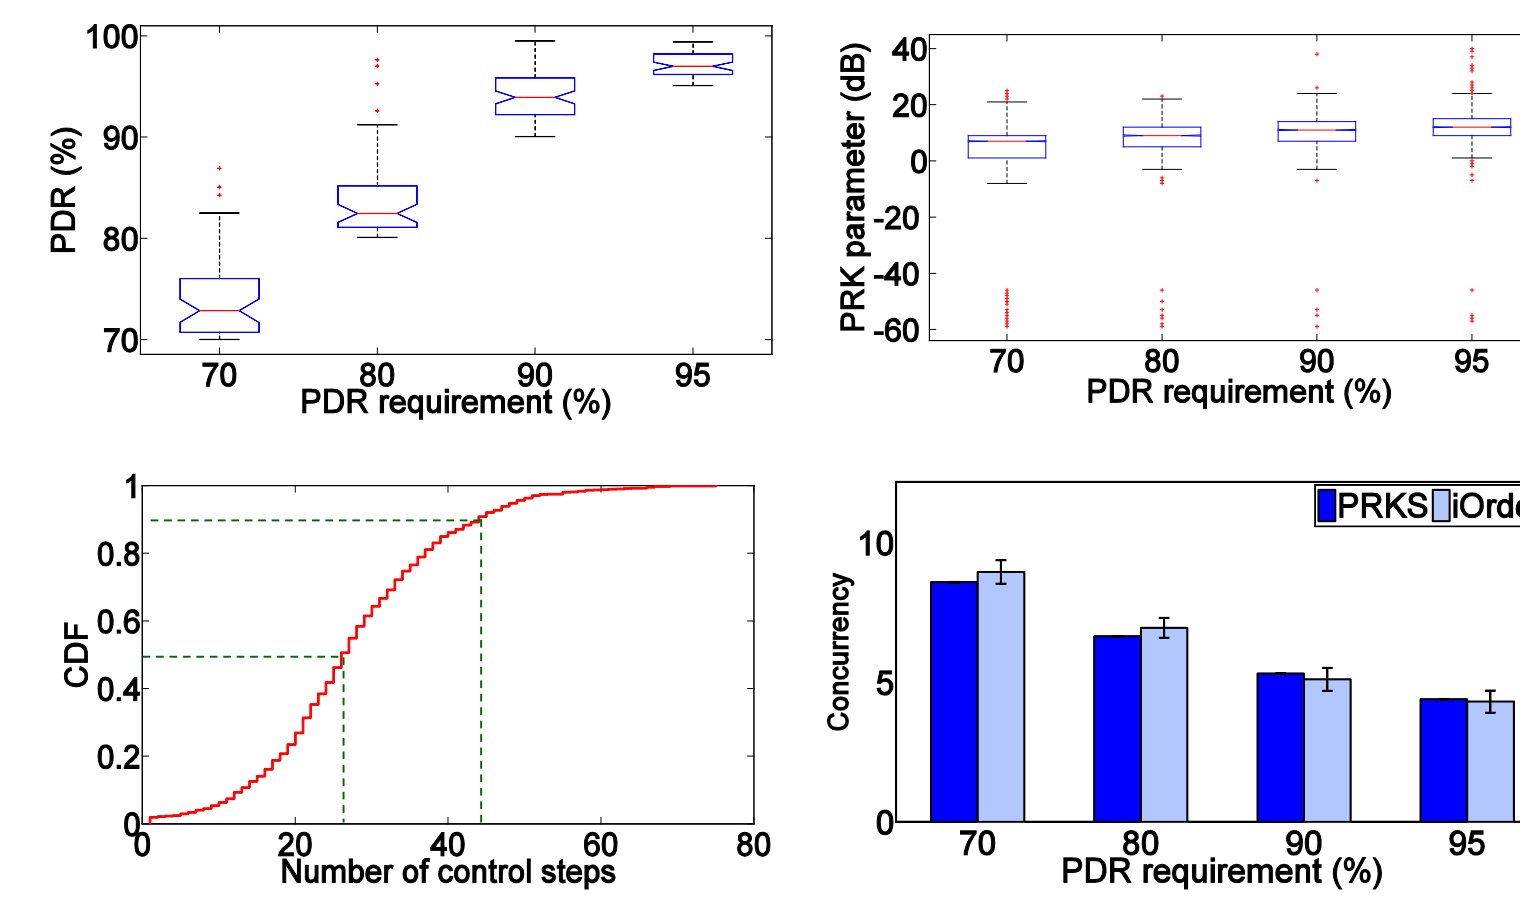 100
90
80
70
PDR (%)
70 80 90 95
PDR requirement (%)
40
20
0
-20
-40
-60
PRK parameter (dB)
70 80 90 95
PDR requirement (%)
1
0.8
0.6
0.4
0.2
0
CDF
0 20 40 60 80
Number of control steps
PRKS iOrde
10
5
0
Concurrency
70 80 90 95
PDR requirement (%)